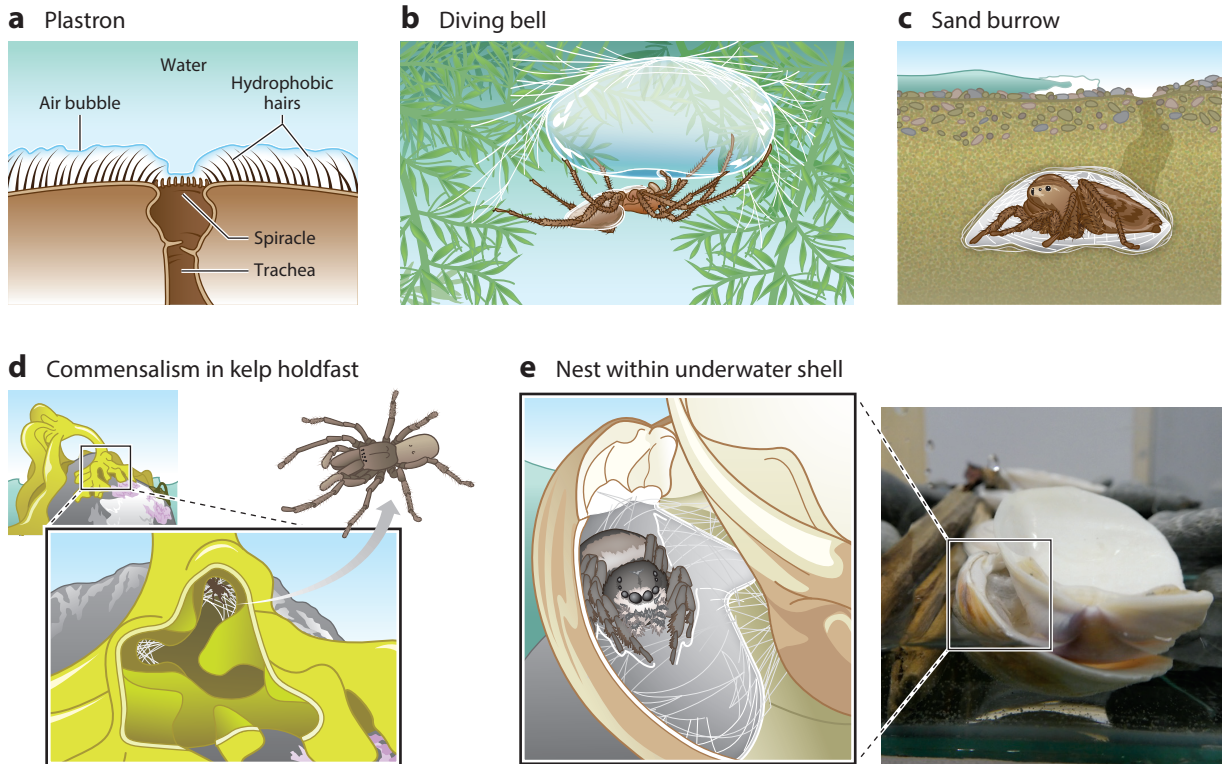 a Plastron
Water
Hydrophobic
hairs
Air bubble
Spiracle
Trachea
b Diving bell
c Sand burrow
d Commensalism in kelp holdfast
e Nest within underwater shell